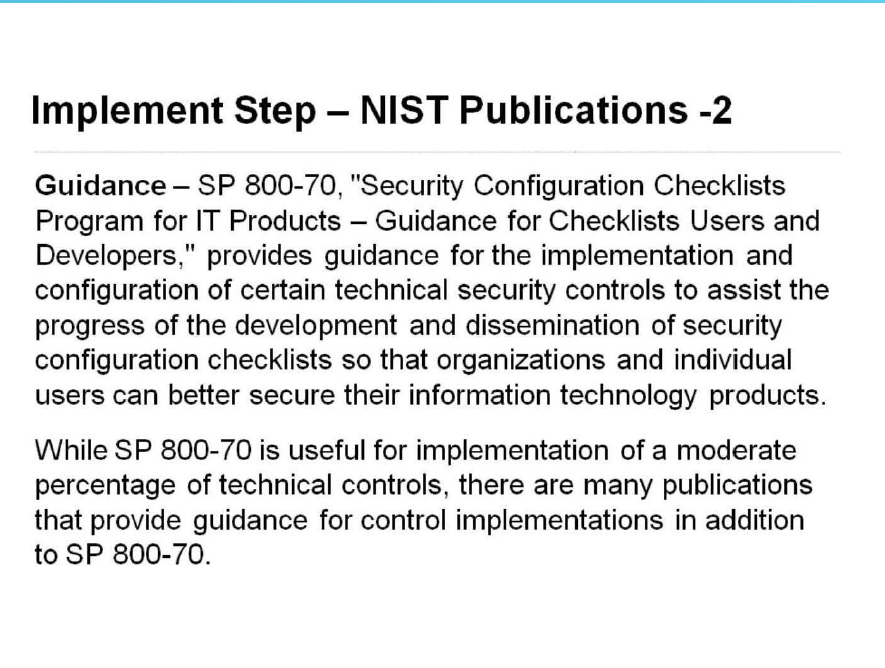 Implement Step – NIST Publications -2
Guidance – SP 800-70, "Security Configuration Checklists
Program for IT Products – Guidance for Checklists Users and
Developers," provides guidance for the implementation and
configuration of certain technical security controls to assist the
progress of the development and dissemination of security
configuration checklists so that organizations and individual
users can better secure their information technology products.
While SP 800-70 is useful for implementation of a moderate
percentage of technical controls, there are many publications
that provide guidance for control implementations in addition
to SP 800-70.